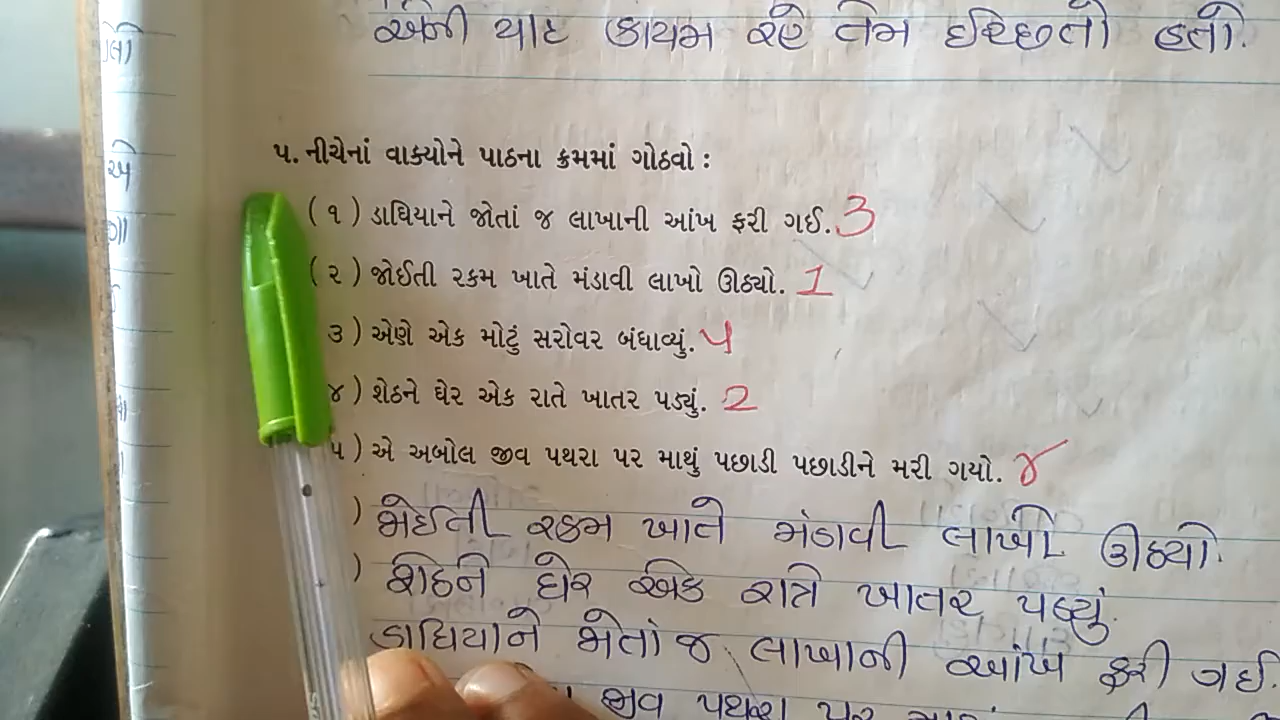 એની યાદ કાયમ રહે તેમ ઇચ્છતો હતો.
૫. નીચેનાં વાક્યોને પાઠના ક્રમમાં ગોઠવો :
(૧) ડાઘિયાને જોતાં જ લાખાની આંખ ફરી ગઈ. 3
(૨) જોઈતી રકમ ખાતે મંડાવી લાખો ઊઠ્યો. 1
૩) એણે એક મોટું સરોવર બંધાવ્યું. ૫
૪) શેઠને ઘેર એક રાતે ખાતર પડ્યું. 2
૫) એ અબોલ જીવ પથરા પર માથું પછાડી પછાડીને મરી ગયો. ૪
) જોઈતી રકમ ખાતે મંડાવી લાખો ઊઠ્યો.
) શેઠને ઘેર એક રાતે ખાતર પડ્યું.
ડાઘિયાને જોતાં જ લાખાની આંખ ફરી ગઈ.
જીવ પથરા પર